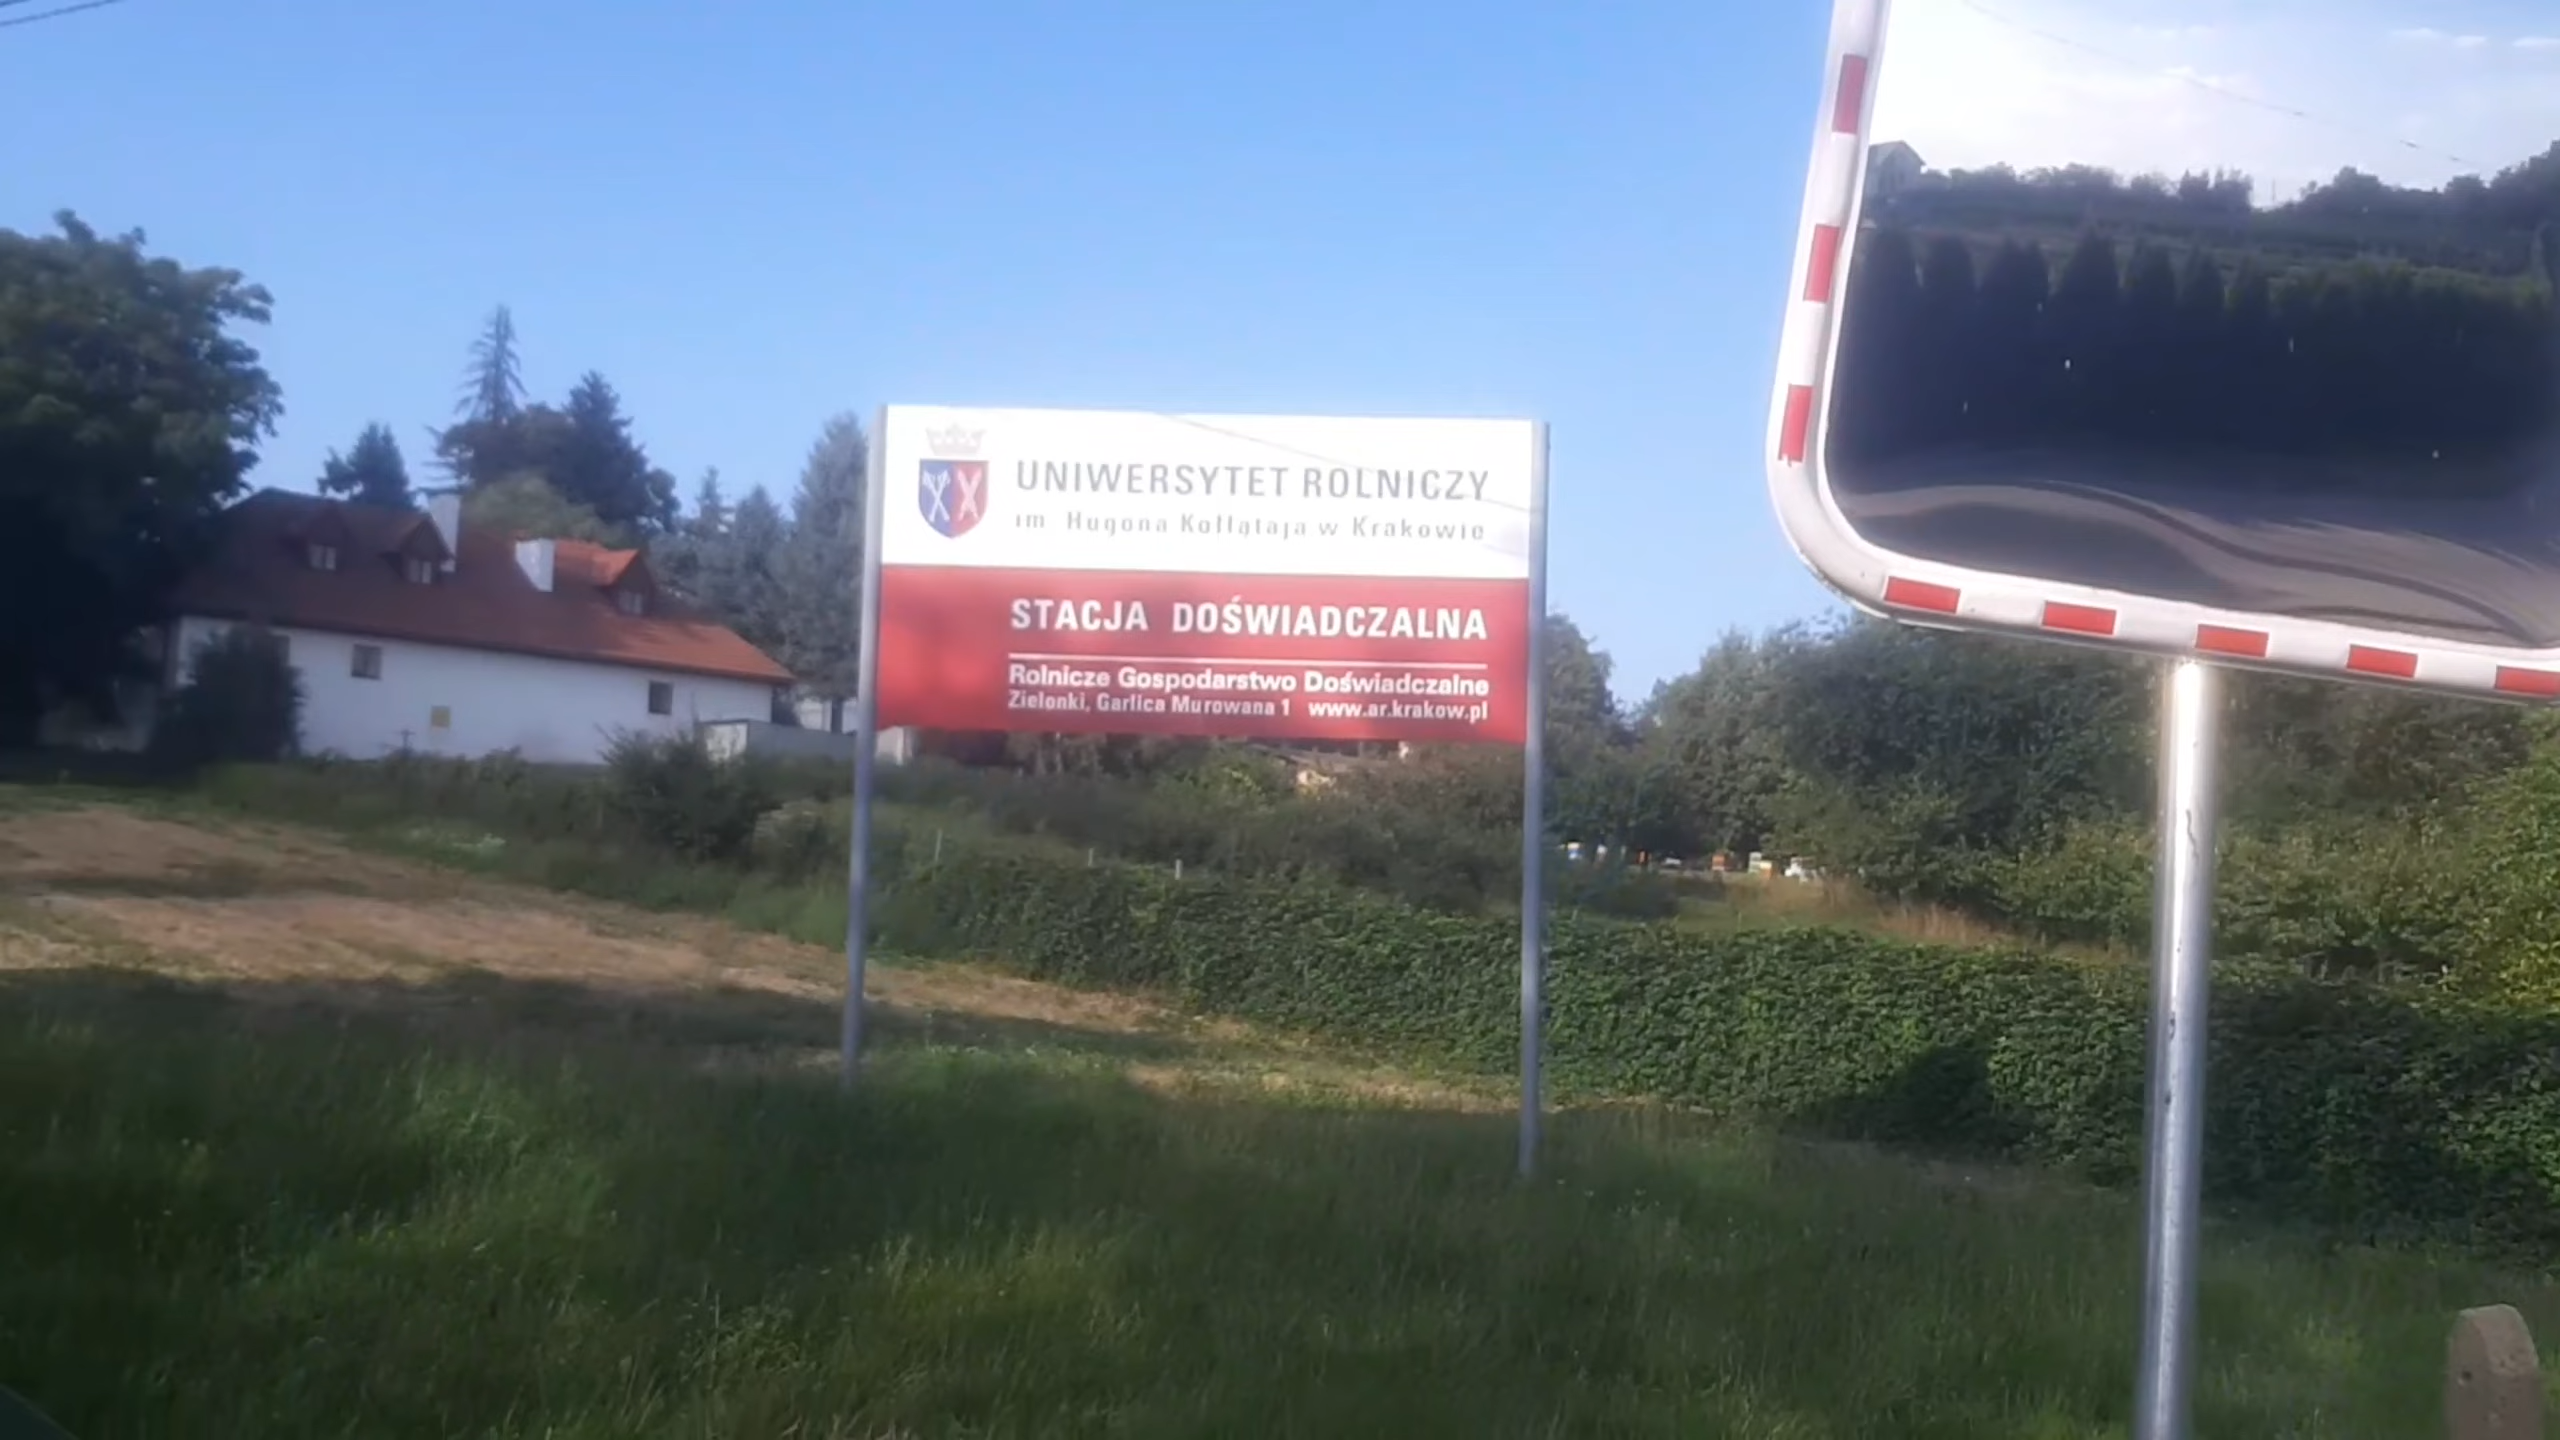 UNIWERSYTET ROLNICZY
im. Hugona Kołłątaja w Krakowie
STACJA DOŚWIADCZALNA
Rolnicze Gospodarstwo Doświadczalne
Zielonki, Garlica Murowana 1 www.ar.krakow.pl